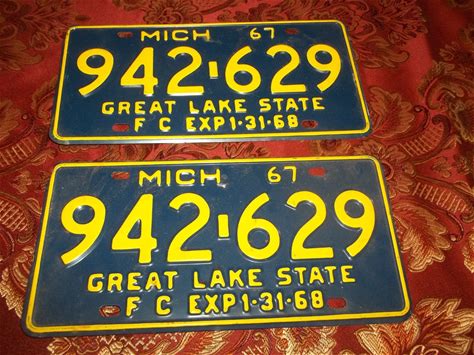 MICH 67
942-629
GREAT LAKE STATE
F C EXP 1-31-68
MICH 67
942-629
GREAT LAKE STATE
F C EXP 1-31-68